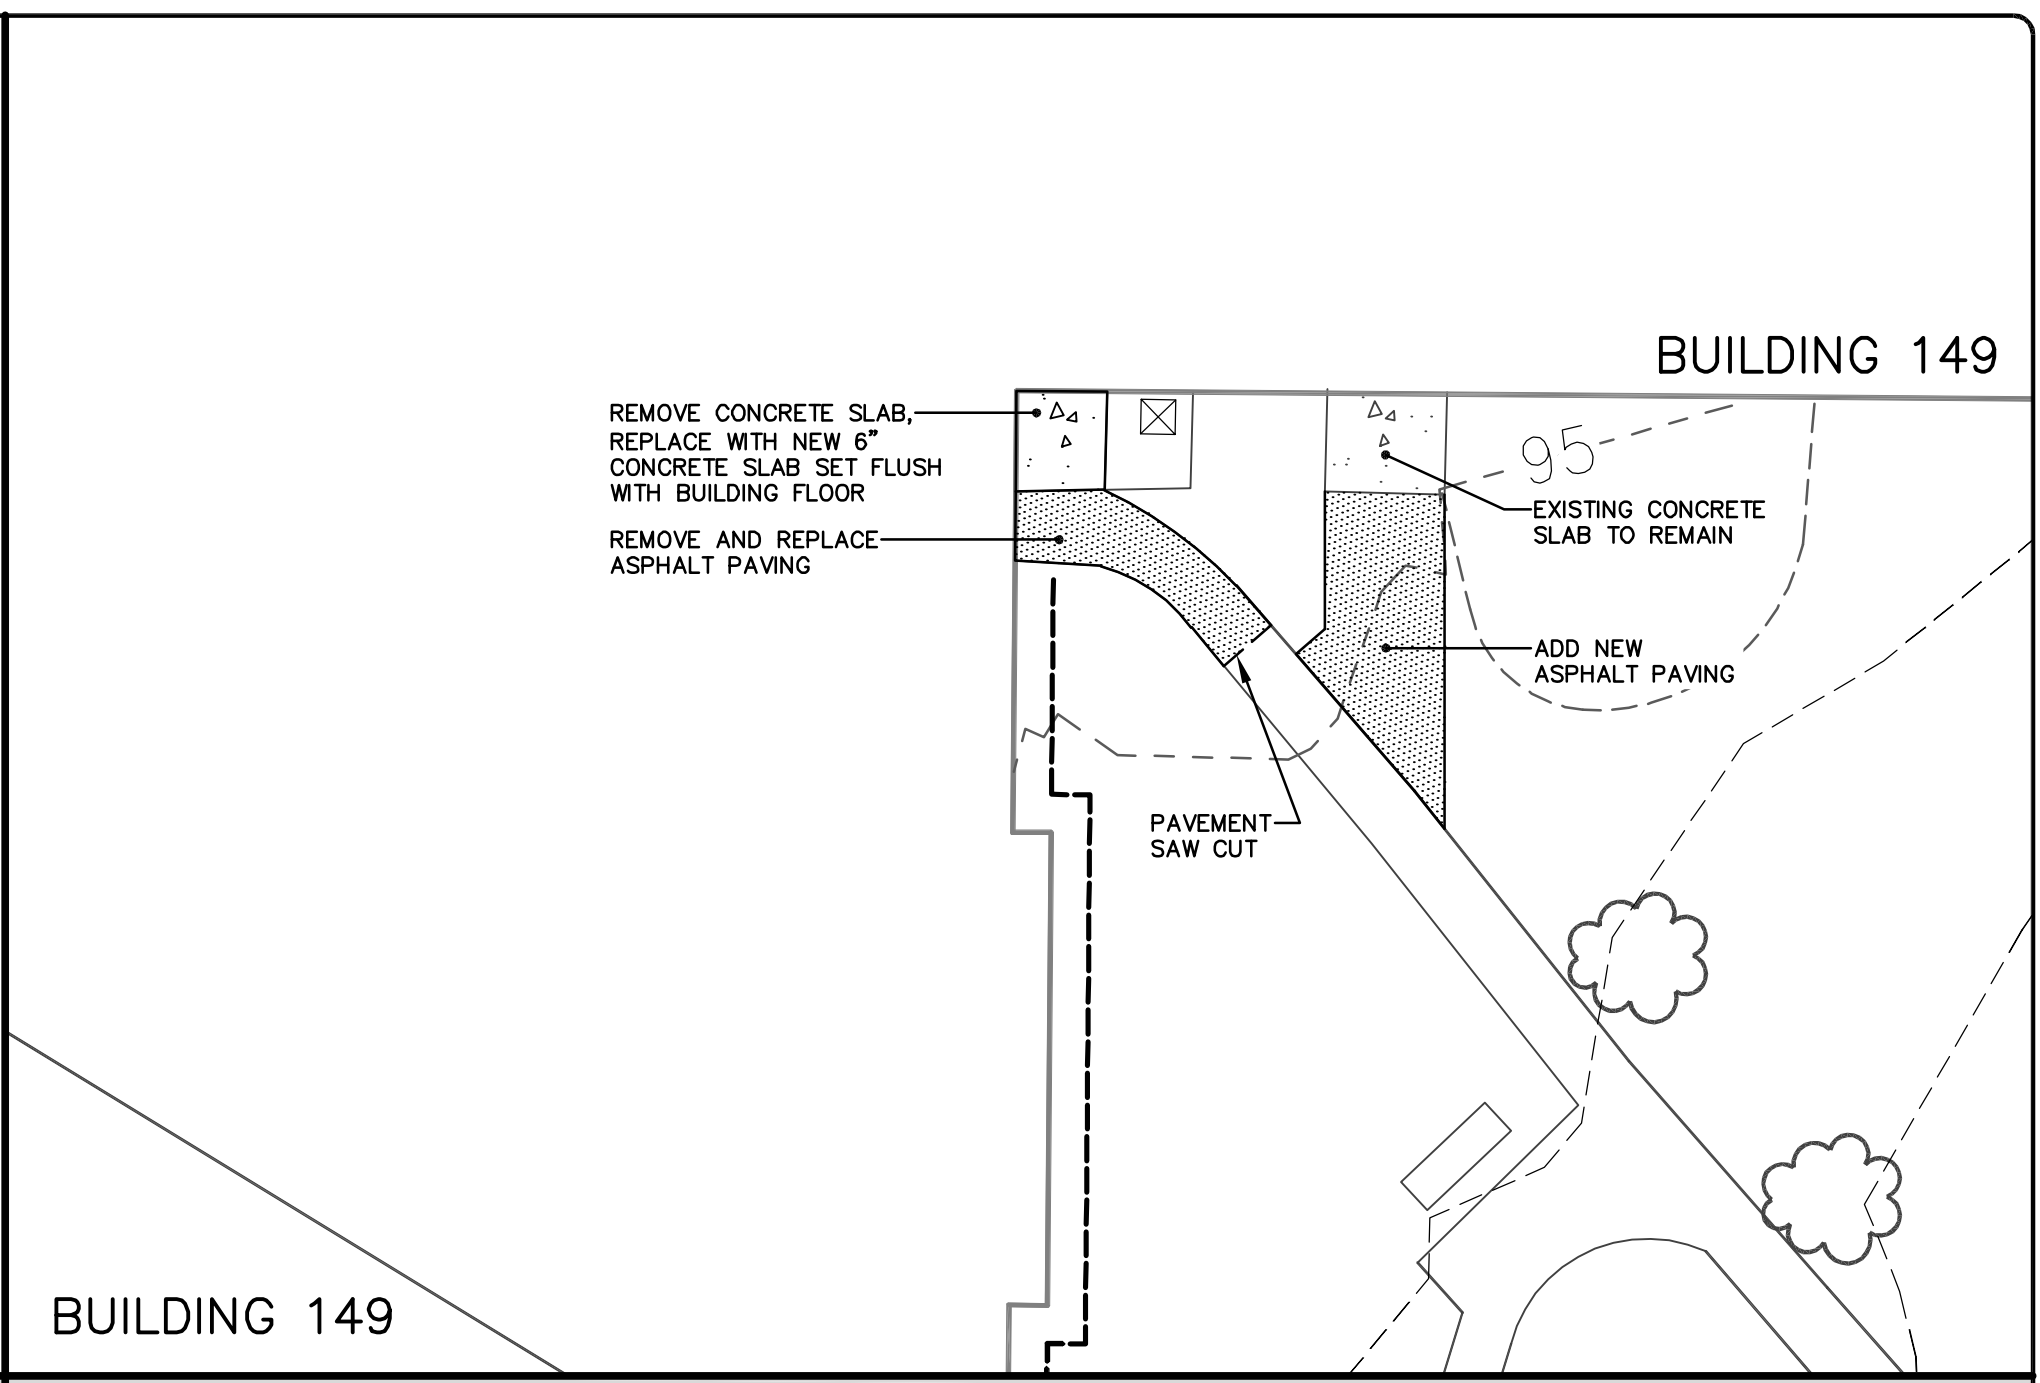 BUILDING 149
REMOVE CONCRETE SLAB,
REPLACE WITH NEW 6"
CONCRETE SLAB SET FLUSH
WITH BUILDING FLOOR
REMOVE AND REPLACE
ASPHALT PAVING
95
EXISTING CONCRETE
SLAB TO REMAIN
ADD NEW
ASPHALT PAVING
PAVEMENT
SAW CUT
BUILDING 149